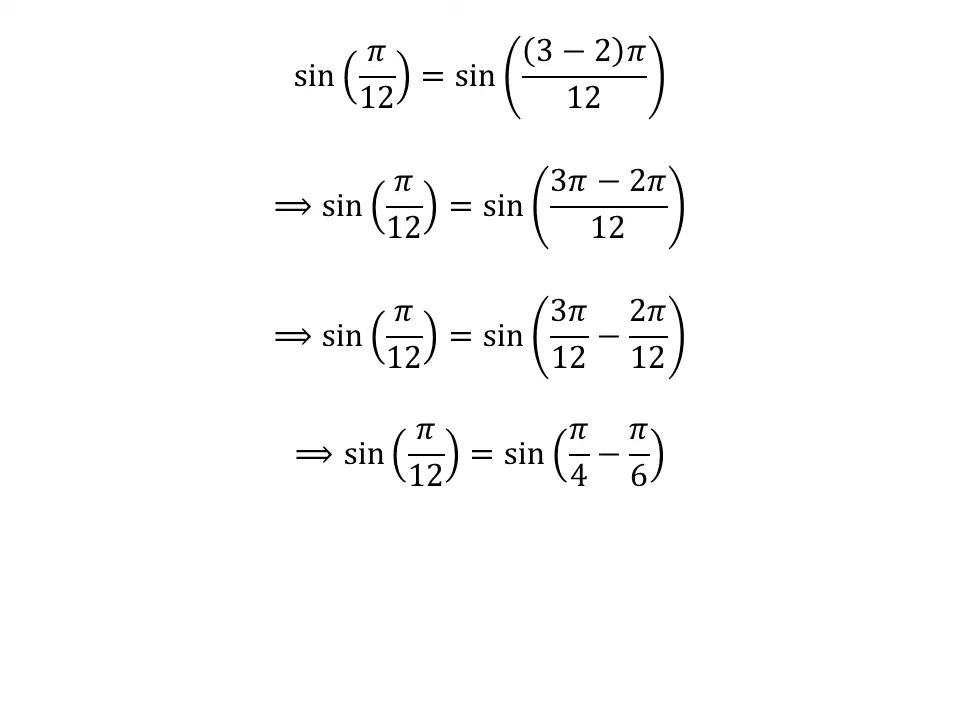 sin (π/12) = sin ((3 − 2)π/12)
⟹ sin (π/12) = sin ((3π − 2π)/12)
⟹ sin (π/12) = sin (3π/12 − 2π/12)
⟹ sin (π/12) = sin (π/4 − π/6)